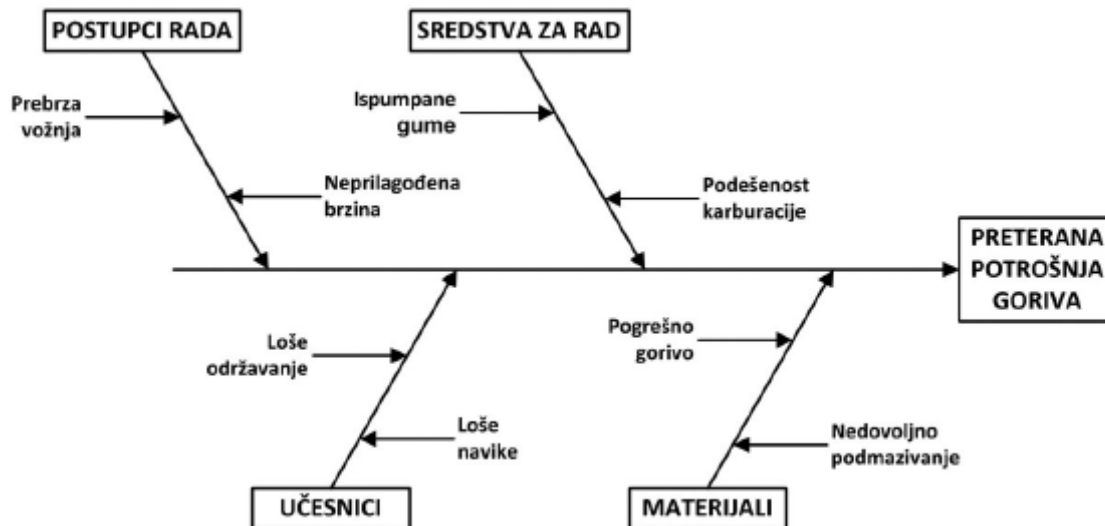 POSTUPCI RADA
SREDSTVA ZA RAD
Prebrza
vožnja
Ispumpane
gume
Neprilagođena
brzina
Podešenost
karburacije
PRETERANA
POTROŠNJA
GORIVA
Loše
održavanje
Pogrešno
gorivo
Loše
navike
Nedovoljno
podmazivanje
UČESNICI
MATERIJALI